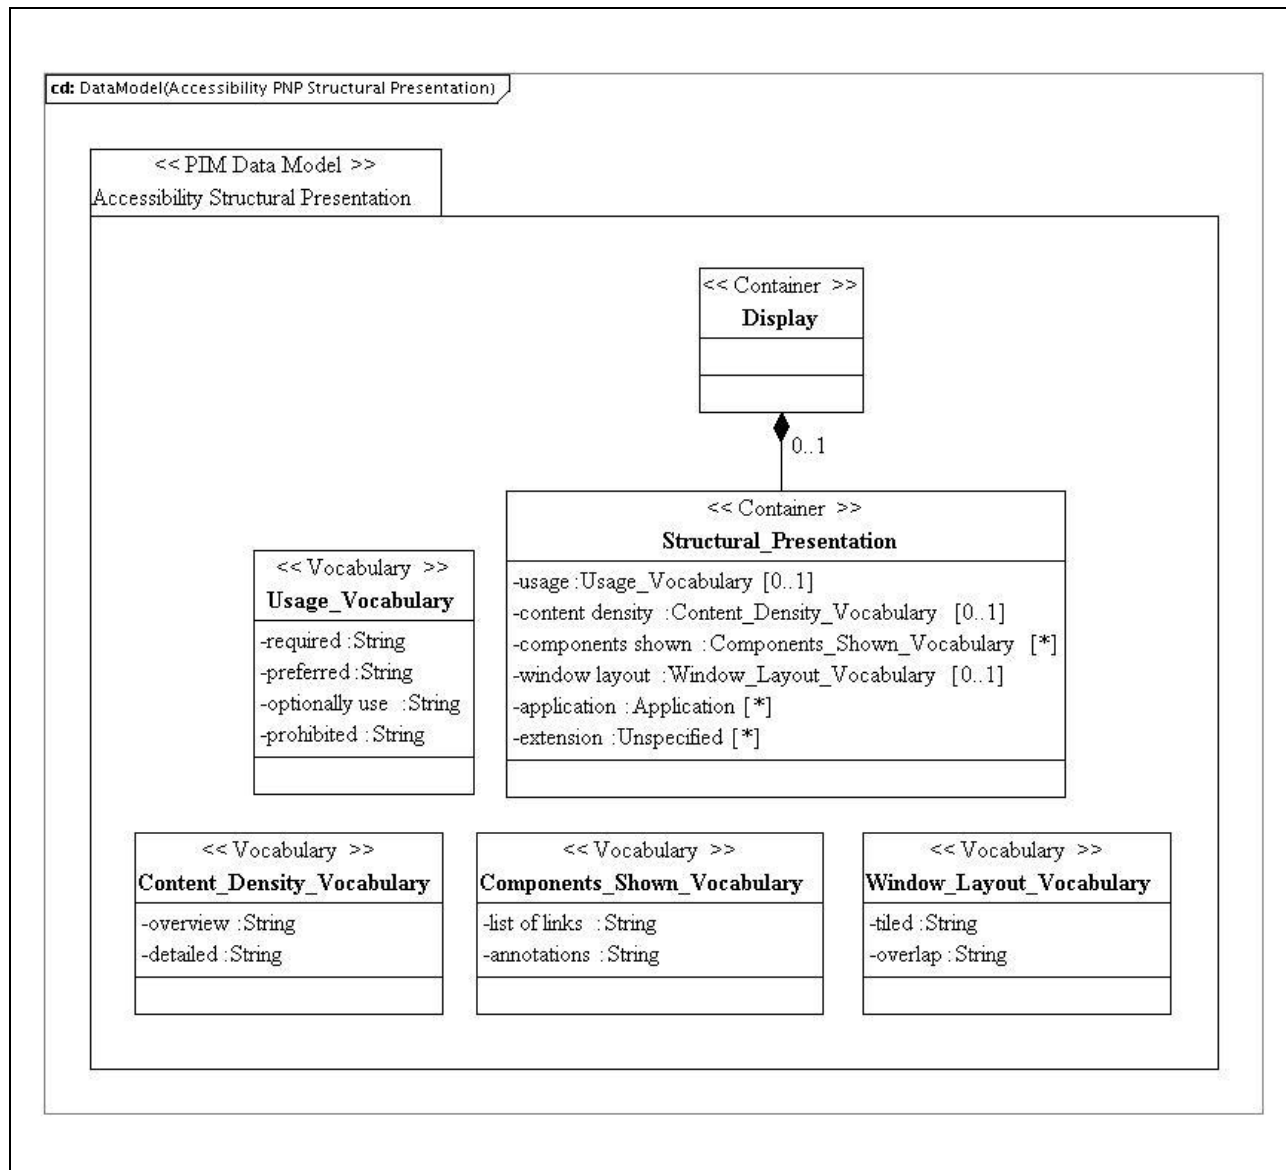 cd: DataModel(Accessibility PNP Structural Presentation)
<< PIM Data Model >>
Accessibility Structural Presentation
<< Container >>
Display
0..1
<< Container >>
Structural_Presentation
-usage :Usage_Vocabulary [0..1]
-content density :Content_Density_Vocabulary [0..1]
-components shown :Components_Shown_Vocabulary [*]
-window layout :Window_Layout_Vocabulary [0..1]
-application :Application [*]
-extension :Unspecified [*]
<< Vocabulary >>
Usage_Vocabulary
-required :String
-preferred :String
-optionally use :String
-prohibited :String
<< Vocabulary >>
Content_Density_Vocabulary
-overview :String
-detailed :String
<< Vocabulary >>
Components_Shown_Vocabulary
-list of links :String
-annotations :String
<< Vocabulary >>
Window_Layout_Vocabulary
-tiled :String
-overlap :String